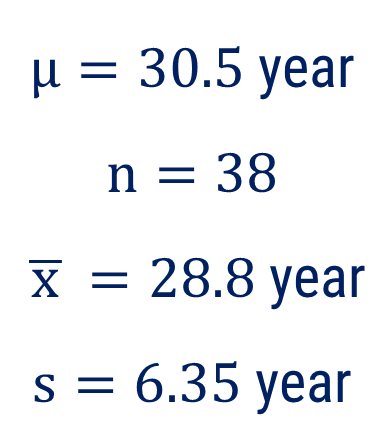 μ = 30.5 year
n = 38
x̅ = 28.8 year
s = 6.35 year